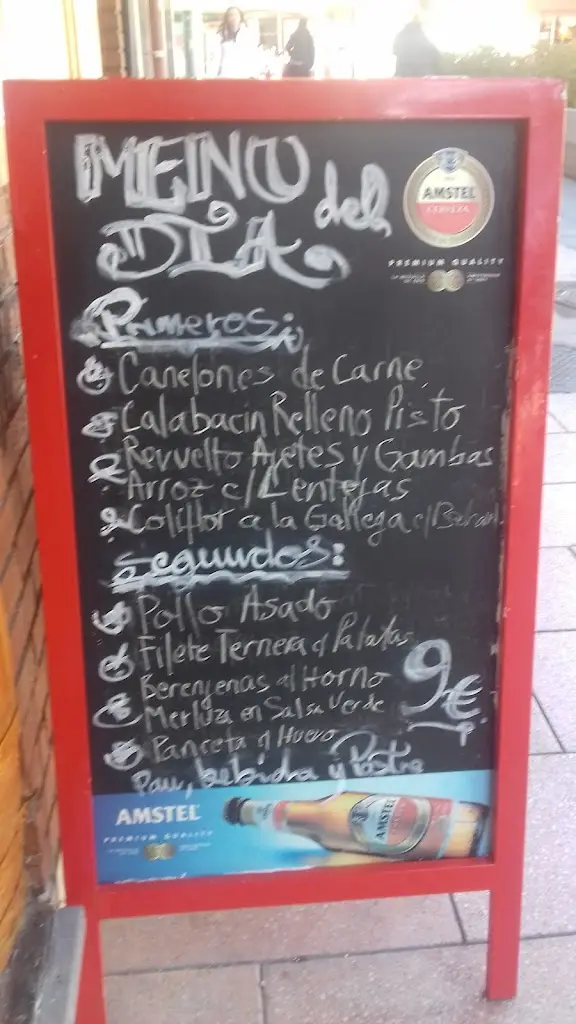 MENU del
DIA
AMSTEL
CERVEZA
PREMIUM QUALITY
Primeros:
Canelones de Carne
Calabacin Relleno Pisto
Revuelto Ajetes y Gambas
Arroz c/Lentejas
Coliflor a la Gallega c/
Segundos:
Pollo Asado
Filete Ternera c/ Patatas
Berenjenas al Horno
Merluza en Salsa Verde
9€
Panceta c/ Huevo
Pan, bebida y Postre
AMSTEL
PREMIUM QUALITY
AMSTEL